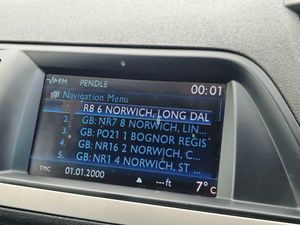 FM PENDLE 00:01
Navigation Menu
1. R8 6 NORWICH, LONG DAL
2. GB: NR7 8 NORWICH, LIN...
3. GB: PO21 1 BOGNOR REGIS
4. GB: NR16 2 NORWICH, C...
5. GB: NR1 4 NORWICH, ST ...
TMC 01.01.2000 ---ft 7°C